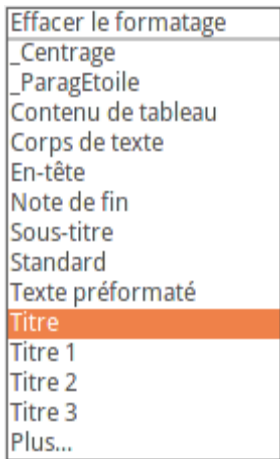 Effacer le formatage
_Centrage
_ParagEtoile
Contenu de tableau
Corps de texte
En-tête
Note de fin
Sous-titre
Standard
Texte préformaté
Titre
Titre 1
Titre 2
Titre 3
Plus...